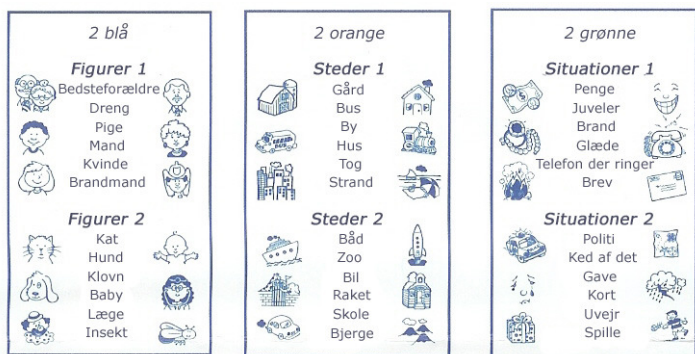 2 blå
Figurer 1
Bedsteforældre
Dreng
Pige
Mand
Kvinde
Brandmand
Figurer 2
Kat
Hund
Klovn
Baby
Læge
Insekt
2 orange
Steder 1
Gård
Bus
By
Hus
Tog
Strand
Steder 2
Båd
Zoo
Bil
Raket
Skole
Bjerge
2 grønne
Situationer 1
Penge
Juveler
Brand
Glæde
Telefon der ringer
Brev
Situationer 2
Politi
Ked af det
Gave
Kort
Uvejr
Spille